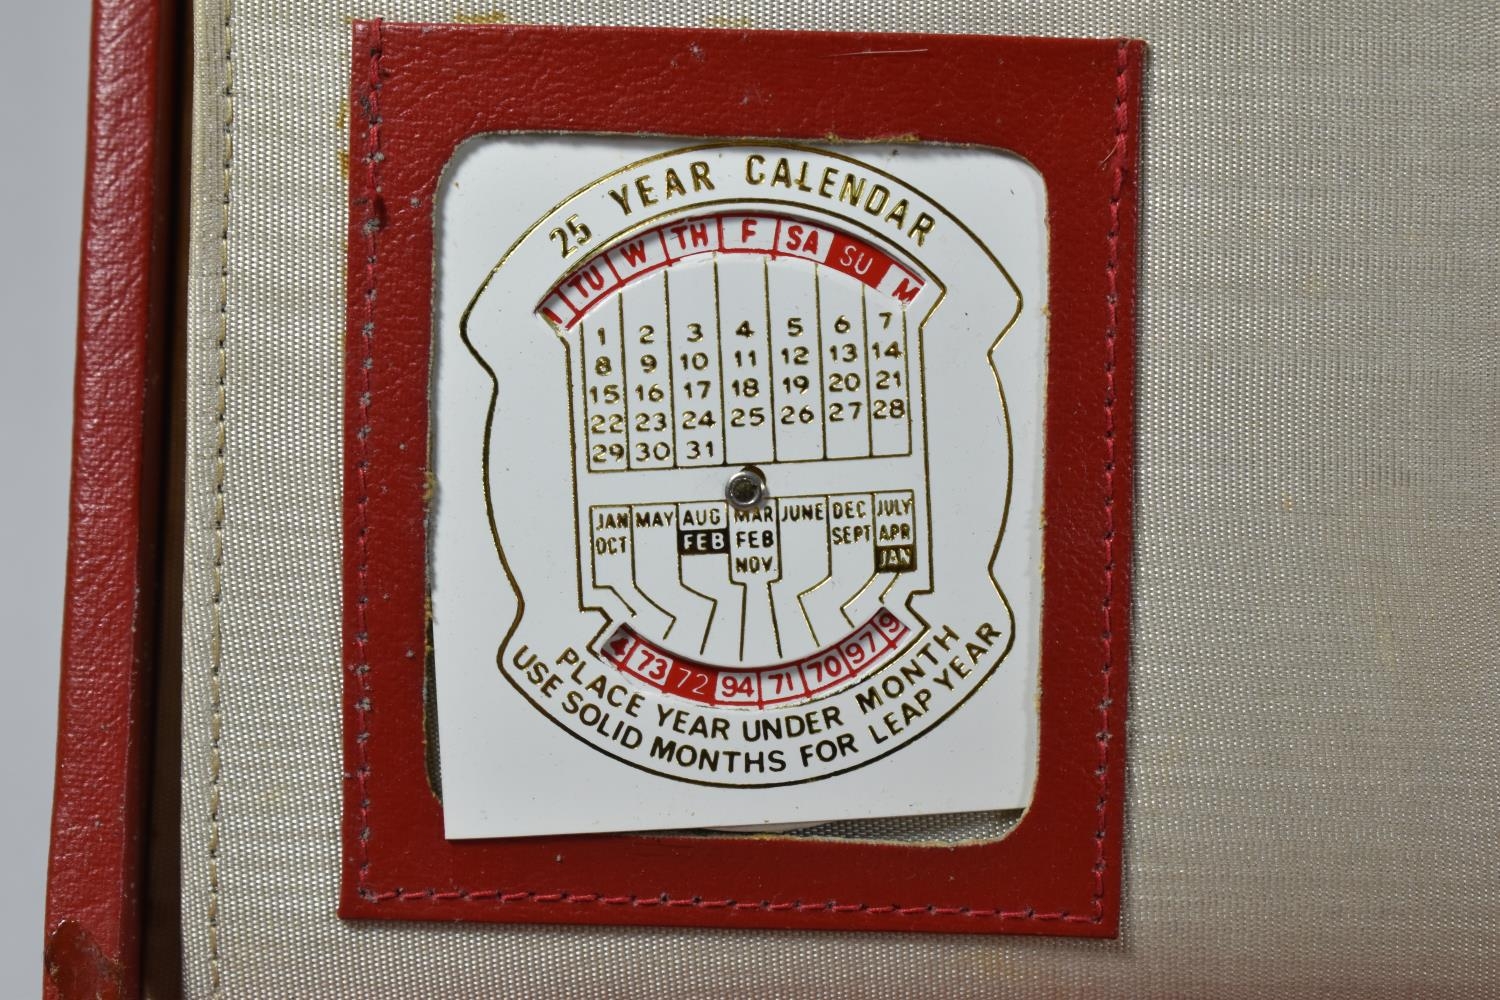 25 YEAR CALENDAR
TU W TH F SA SU M
1 2 3 4 5 6 7
8 9 10 11 12 13 14
15 16 17 18 19 20 21
22 23 24 25 26 27 28
29 30 31
JAN MAY AUG MAR JUNE DEC JULY
OCT FEB FEB SEPT APR
NOV. JAN
4 73 72 94 71 70 97 9
PLACE YEAR UNDER MONTH
USE SOLID MONTHS FOR LEAP YEAR